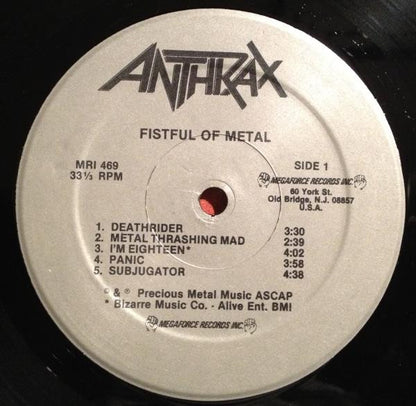 ANTHRAX
FISTFUL OF METAL
MRI 469
33⅓ RPM
SIDE 1
MEGAFORCE RECORDS INC.
60 York St.
Old Bridge, N.J. 08857
U.S.A.
1. DEATHRIDER 3:30
2. METAL THRASHING MAD 2:39
3. I'M EIGHTEEN* 4:02
4. PANIC 3:58
5. SUBJUGATOR 4:38
© & ℗ Precious Metal Music ASCAP
* Bizarre Music Co. - Alive Ent. BMI
MEGAFORCE RECORDS INC.